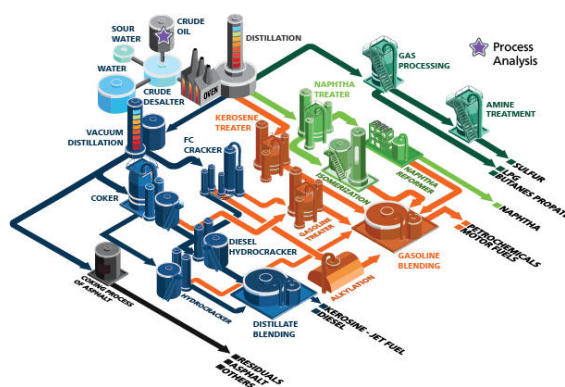 CRUDE
OIL
SOUR
WATER
DISTILLATION
WATER
CRUDE
DESALTER
OVEN
GAS
PROCESSING
Process
Analysis
NAPHTHA
TREATER
AMINE
TREATMENT
KEROSENE
TREATER
VACUUM
DISTILLATION
FC
CRACKER
ISOMERIZATION
NAPHTHA
REFORMER
SULFUR
LPG
BUTANES PROPATE
NAPHTHA
COKER
GASOLINE
TREATER
PETROCHEMICALS
MOTOR FUELS
DIESEL
HYDROCRACKER
GASOLINE
BLENDING
COKING PROCESS
OF ASPHALT
HYDROCRACKER
ALKYLATION
DISTILLATE
BLENDING
KEROSINE - JET FUEL
DIESEL
RESIDUALS
ASPHALT
OTHERS